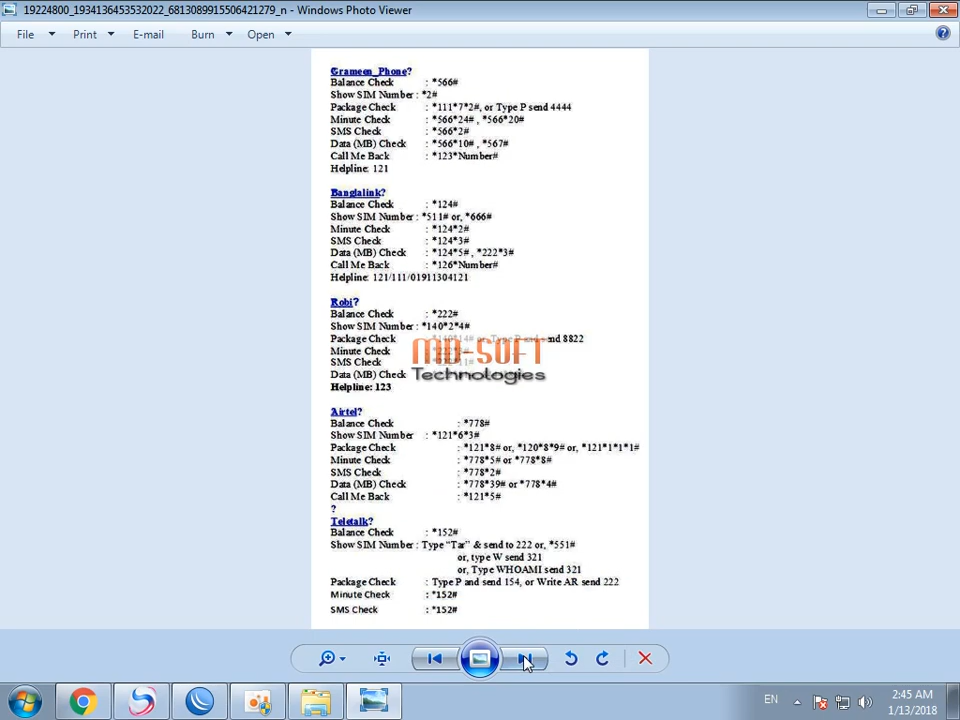 19224800_1934136453532022_6813089915506421279_n - Windows Photo Viewer
File Print E-mail Burn Open
Grameen_Phone?
Balance Check : *566#
Show SIM Number : *2#
Package Check : *111*7*2#, or Type P send 4444
Minute Check : *566*24# , *566*20#
SMS Check : *566*2#
Data (MB) Check : *566*10# , *567#
Call Me Back : *123*Number#
Helpline: 121
Banglalink?
Balance Check : *124#
Show SIM Number : *511# or, *666#
Minute Check : *124*2#
SMS Check : *124*3#
Data (MB) Check : *124*5# , *222*3#
Call Me Back : *126*Number#
Helpline: 121/111/01911304121
Robi?
Balance Check : *222#
Show SIM Number : *140*2*4#
Package Check : *140*14# or, Type P and send 8822
Minute Check
SMS Check
Data (MB) Check
MID-SOFT
Technologies
Helpline: 123
Airtel?
Balance Check : *778#
Show SIM Number : *121*6*3#
Package Check : *121*8# or, *120*8*9# or, *121*1*1*1#
Minute Check : *778*5# or *778*8#
SMS Check : *778*2#
Data (MB) Check : *778*39# or *778*4#
Call Me Back : *121*5#
?
Teletalk?
Balance Check : *152#
Show SIM Number : Type “Tar” & send to 222 or, *551#
or, type W send 321
or, Type WHOAMI send 321
Package Check : Type P and send 154, or Write AR send 222
Minute Check : *152#
SMS Check : *152#
EN
2:45 AM
1/13/2018